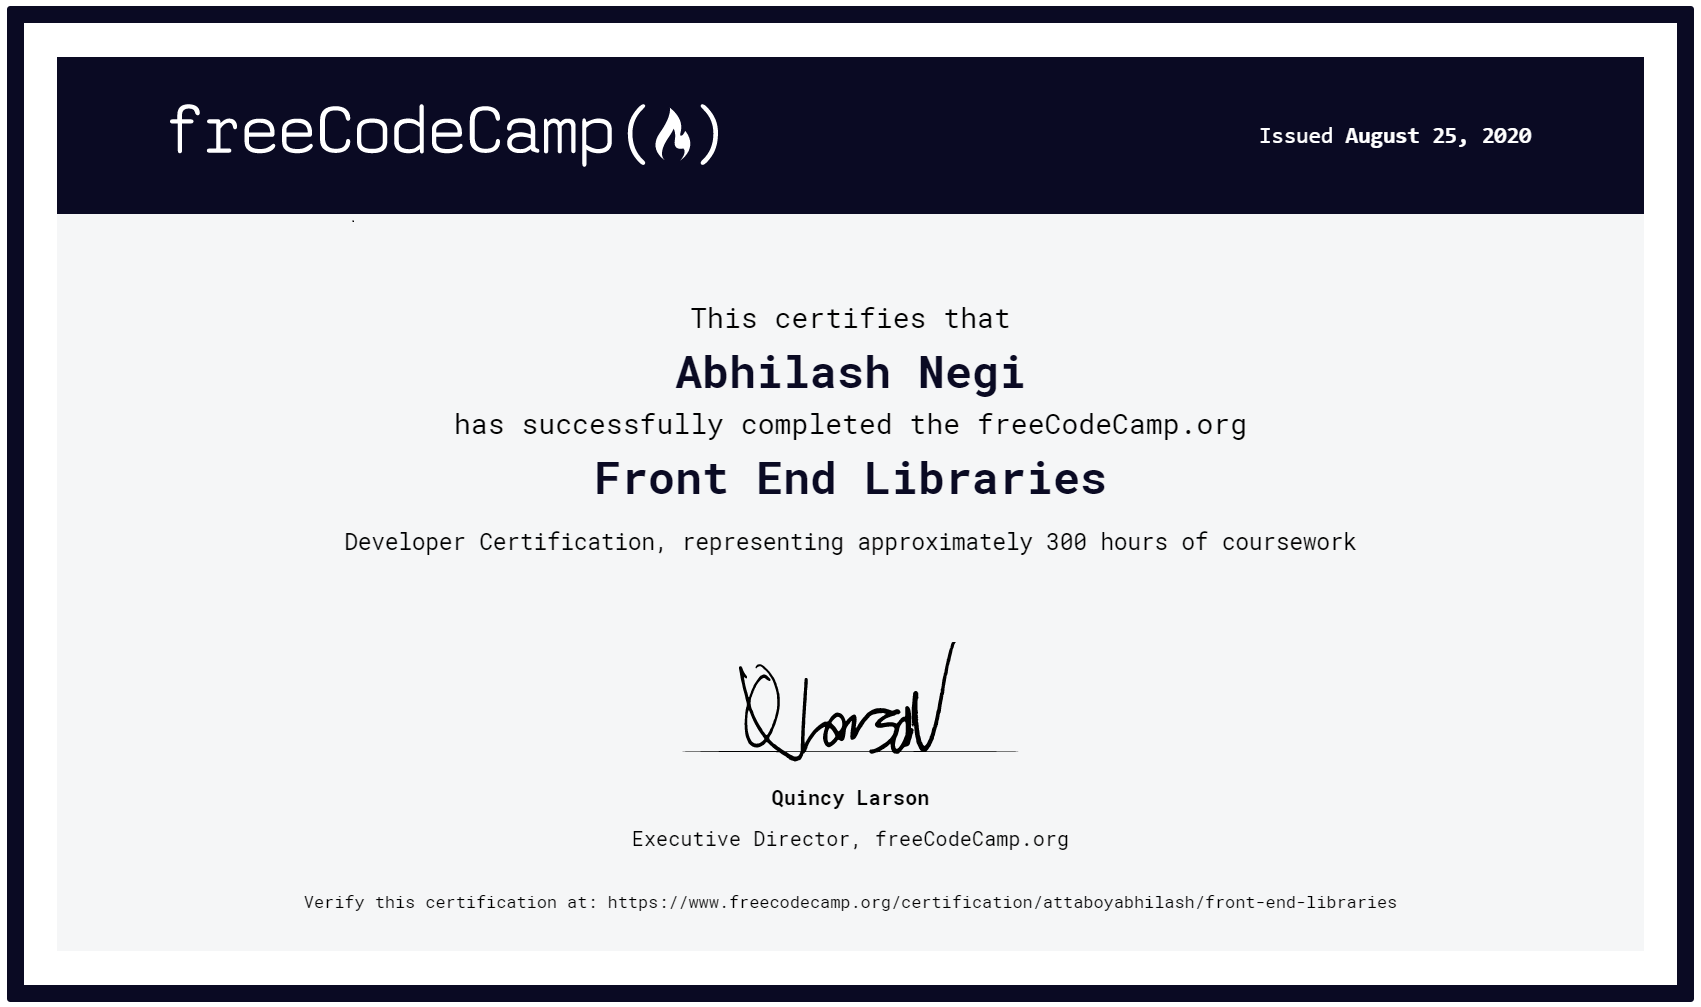 freeCodeCamp
Issued August 25, 2020
This certifies that
Abhilash Negi
has successfully completed the freeCodeCamp.org
Front End Libraries
Developer Certification, representing approximately 300 hours of coursework
QLarson
Quincy Larson
Executive Director, freeCodeCamp.org
Verify this certification at: https://www.freecodecamp.org/certification/attaboyabhilash/front-end-libraries